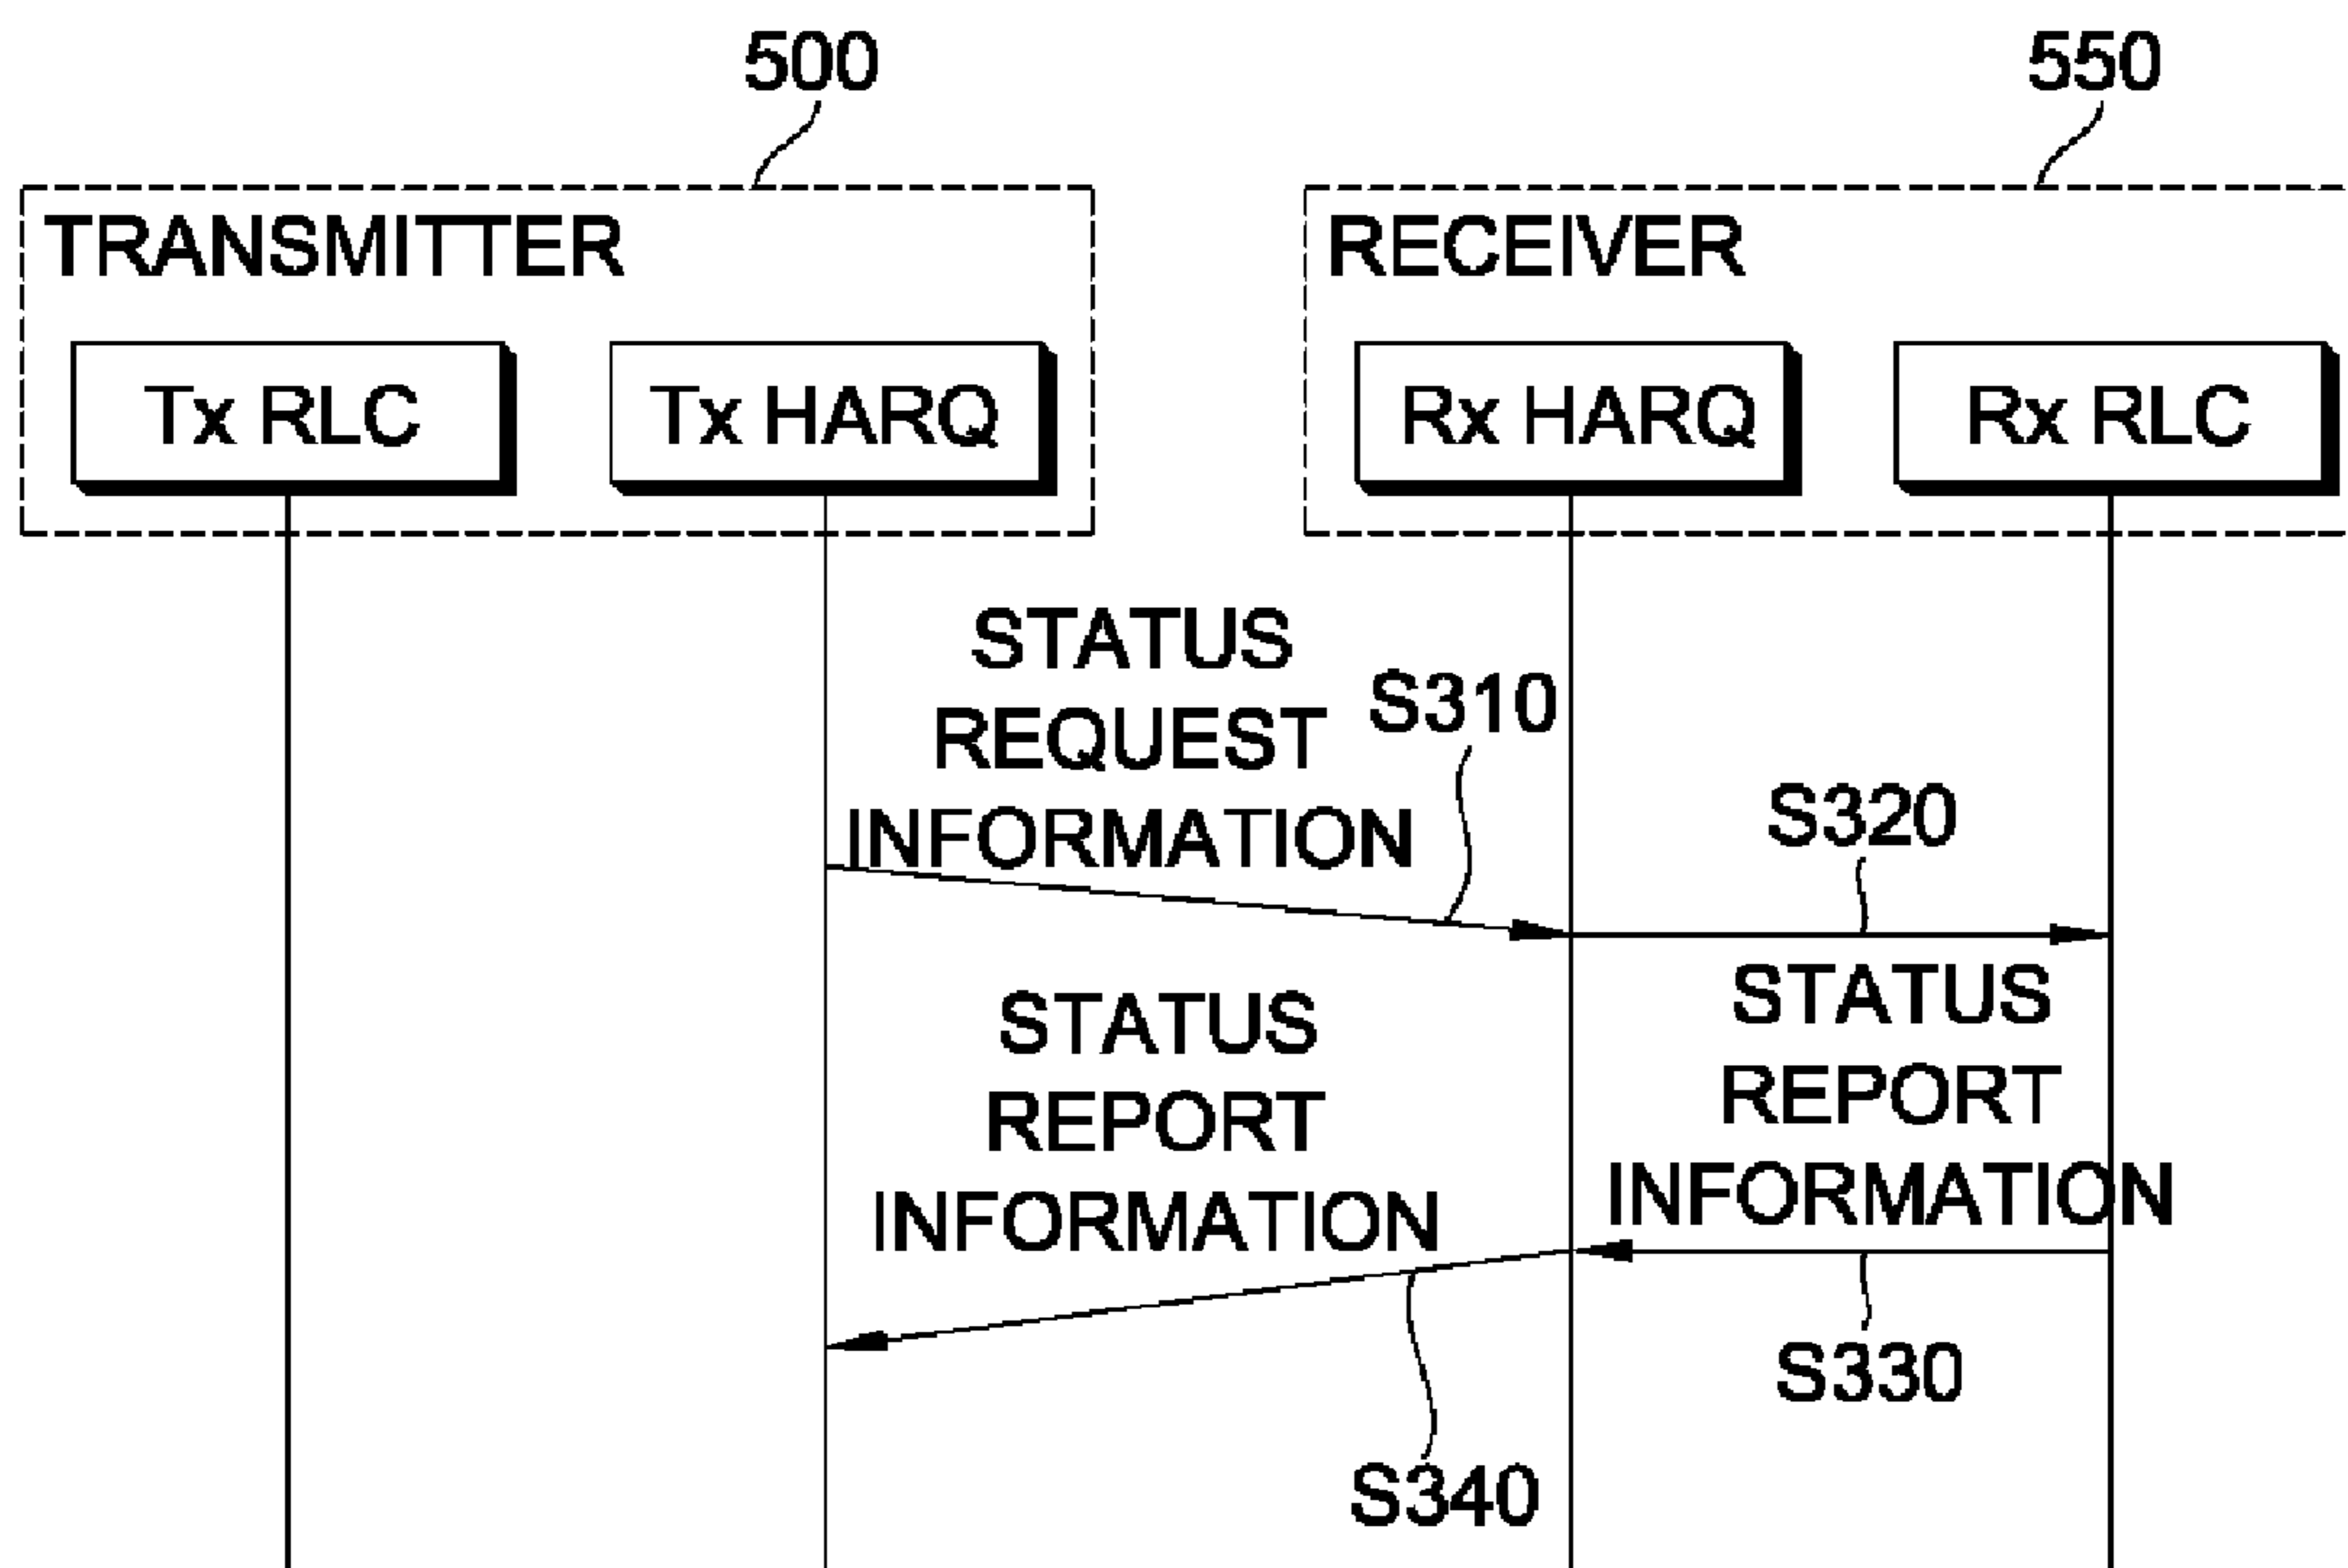 500
550
TRANSMITTER
RECEIVER
Tx RLC
Tx HARQ
Rx HARQ
Rx RLC
STATUS
REQUEST
INFORMATION
S310
S320
STATUS
REPORT
INFORMATION
STATUS
REPORT
INFORMATION
S330
S340